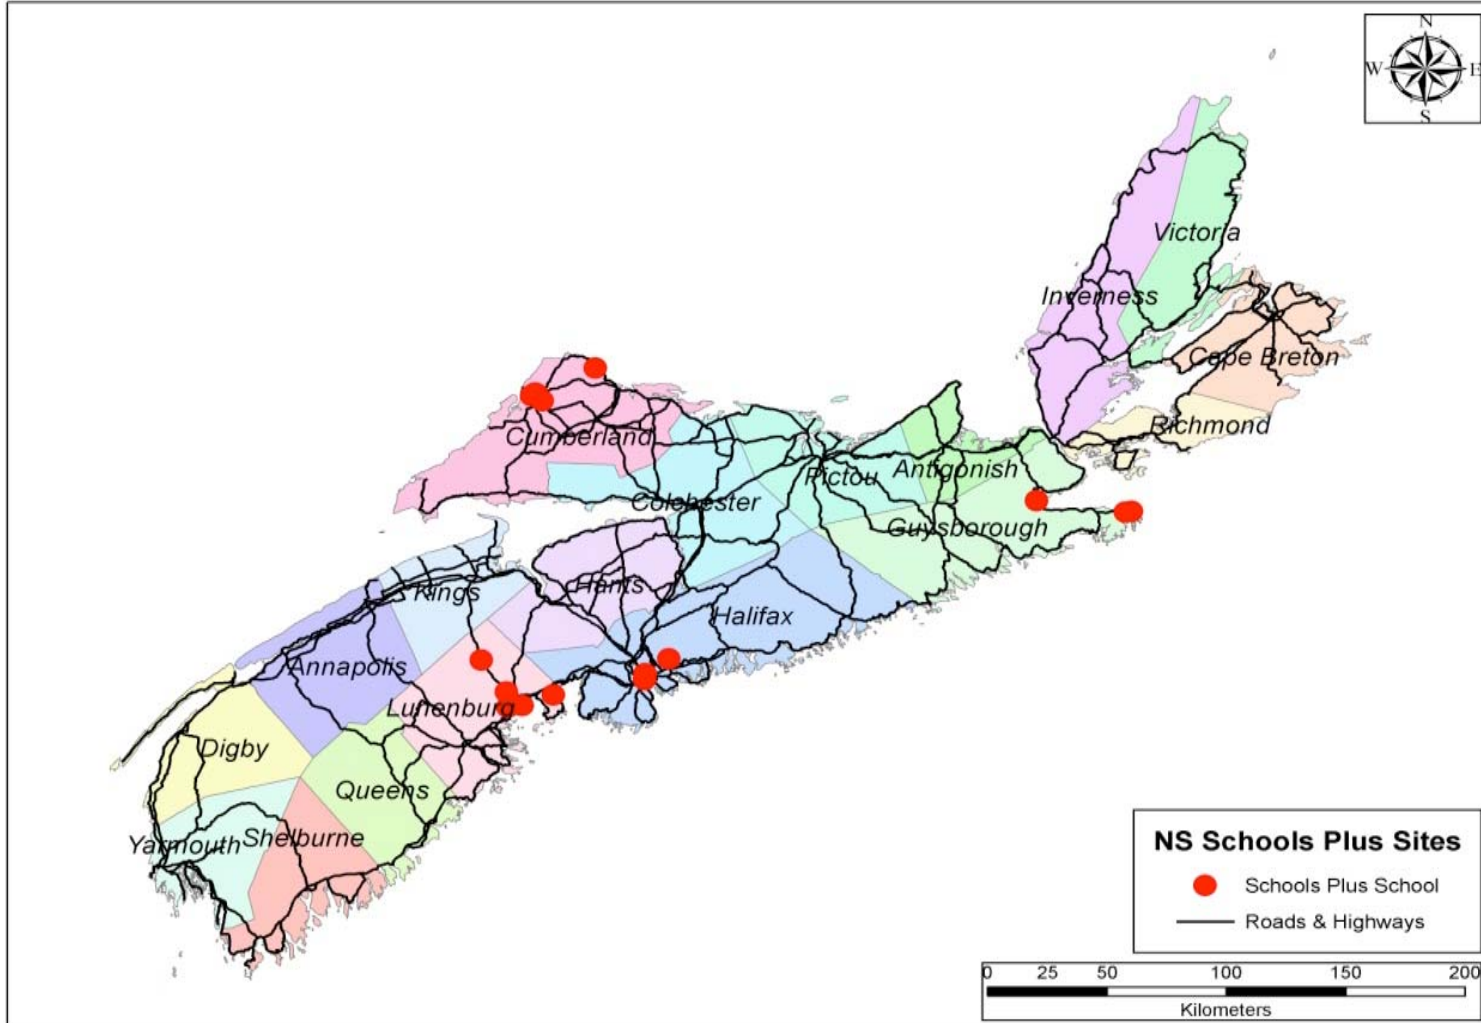 N
W E
S
Victoria
Inverness
Cape Breton
Richmond
Cumberland
Antigonish
Pictou
Colchester
Guysborough
Hants
Kings
Halifax
Annapolis
Lunenburg
Digby
Queens
Yarmouth
Shelburne
NS Schools Plus Sites
Schools Plus School
Roads & Highways
0 25 50 100 150 200
Kilometers